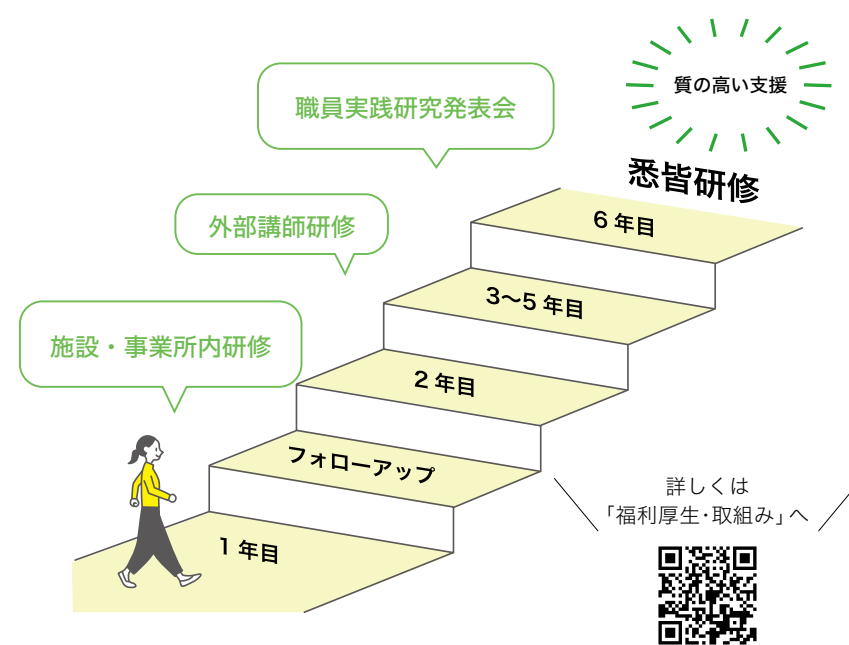 質の高い支援
職員実践研究発表会
悉皆研修
6年目
外部講師研修
3〜5年目
施設・事業所内研修
2年目
フォローアップ
1年目
詳しくは
「福利厚生・取組み」へ